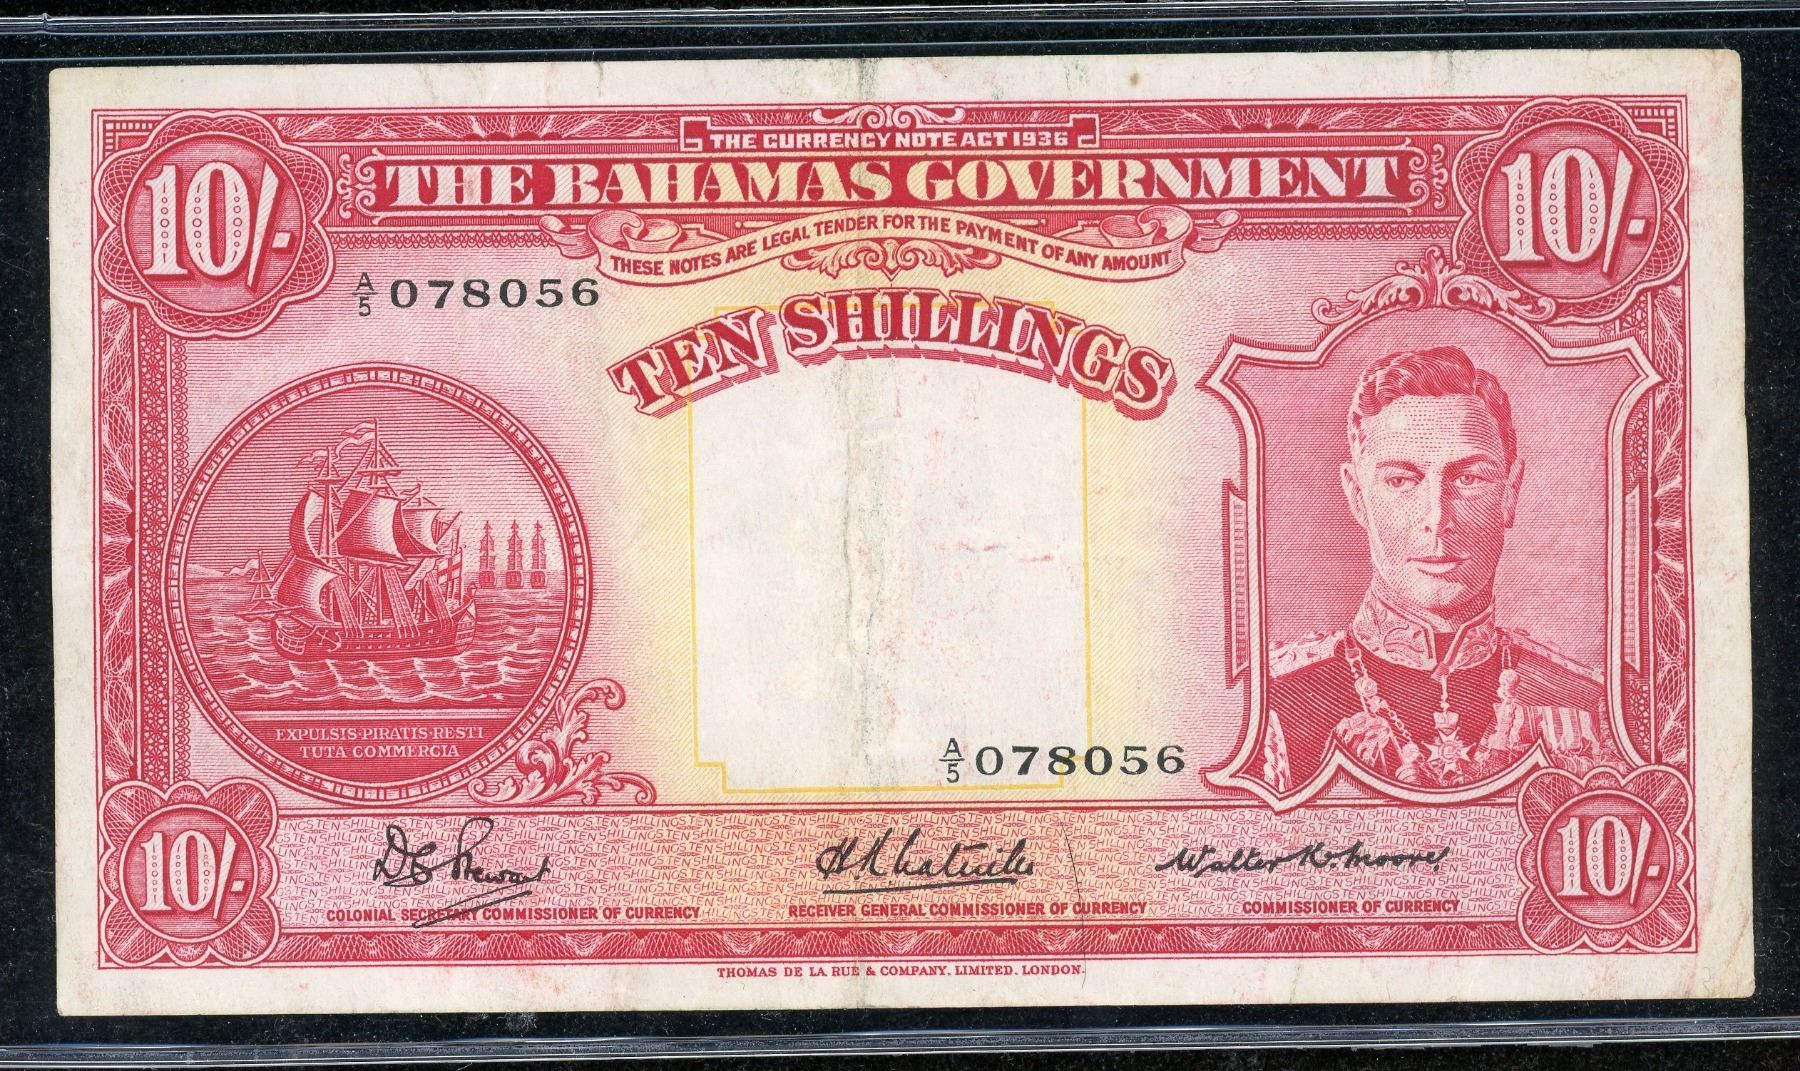 THE CURRENCY NOTE ACT 1936
10/- THE BAHAMAS GOVERNMENT 10/-
THESE NOTES ARE LEGAL TENDER FOR THE PAYMENT OF ANY AMOUNT
A/5 078056
TEN SHILLINGS
EXPULSIS·PIRATIS·RESTI
TUTA COMMERCIA
A/5 078056
10/- 10/-
Walter K. Moore
COLONIAL SECRETARY COMMISSIONER OF CURRENCY
RECEIVER GENERAL COMMISSIONER OF CURRENCY
COMMISSIONER OF CURRENCY
THOMAS DE LA RUE & COMPANY, LIMITED, LONDON.